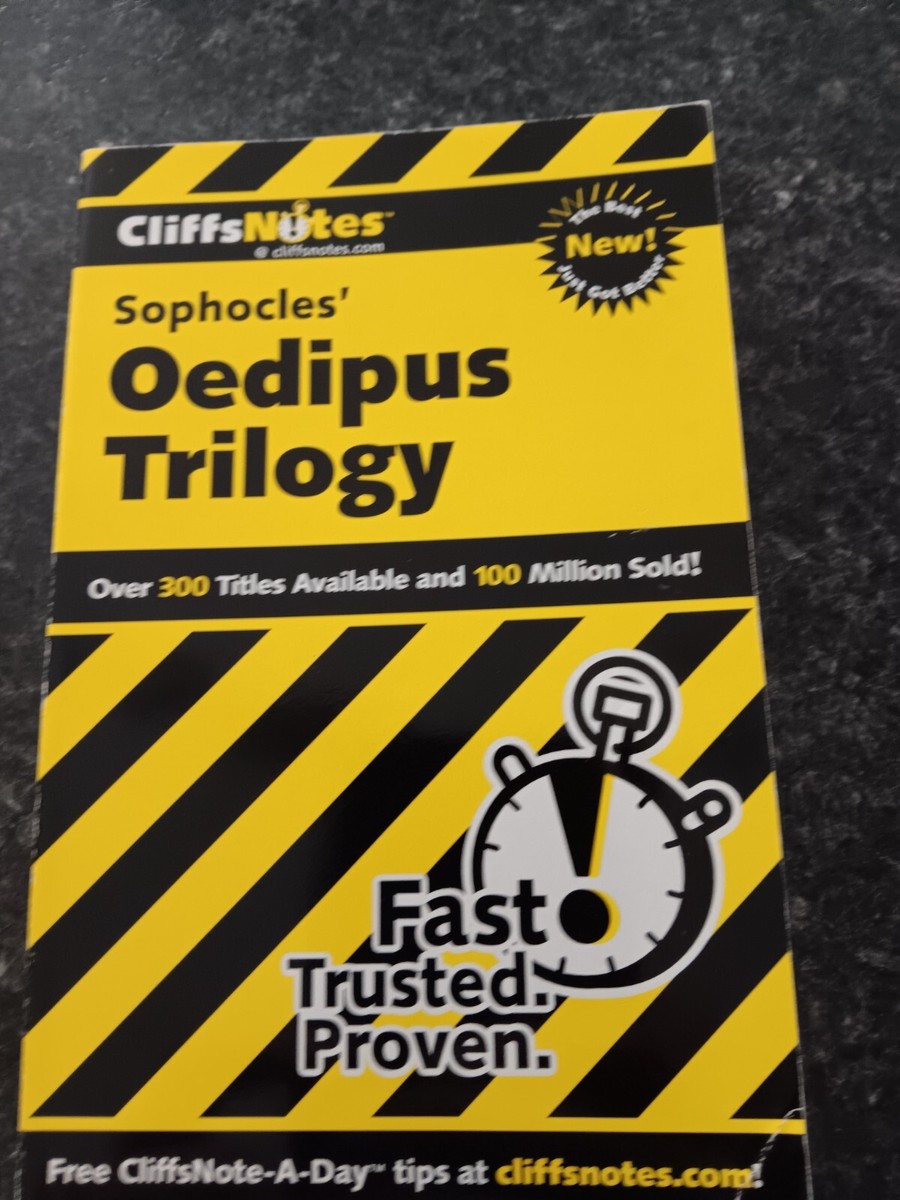 CliffsNotes™
@ cliffsnotes.com
The Best
New!
Just Got Better
Sophocles'
Oedipus
Trilogy
Over 300 Titles Available and 100 Million Sold!
Fast
Trusted.
Proven.
Free CliffsNote-A-Day™ tips at cliffsnotes.com!